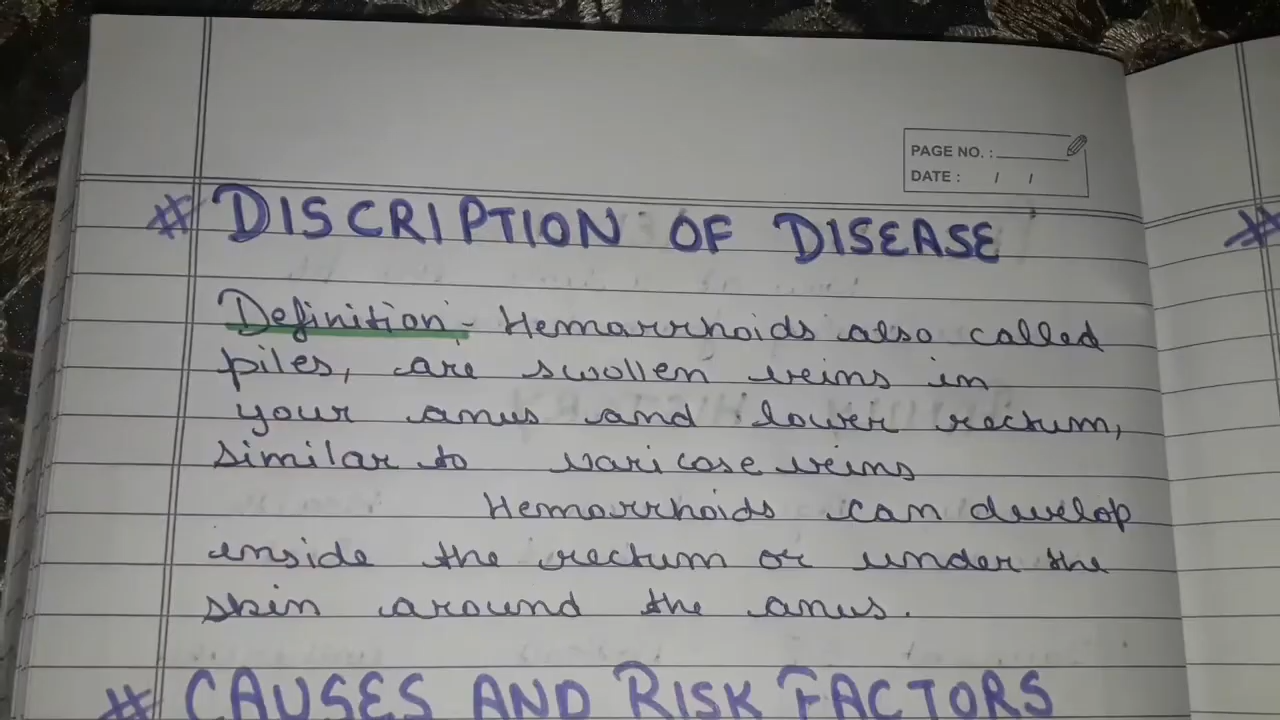 PAGE NO. :
DATE : / /
# DISCRIPTION OF DISEASE
Definition - Hemarrhoids also called
piles, are swollen veins in
your anus and lower rectum,
similar to varicose veins
Hemorrhoids can develop
inside the rectum or under the
skin around the anus.
# CAUSES AND RISK FACTORS